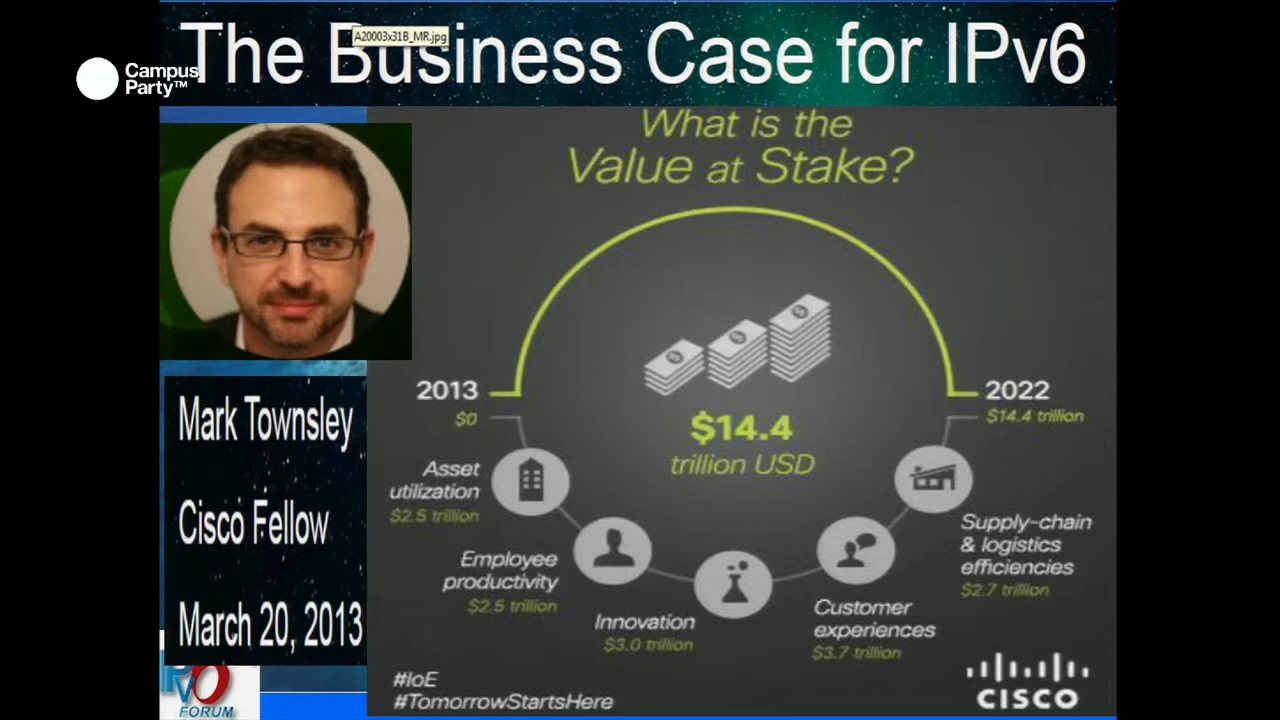 The Business Case for IPv6
A20003x31B_MR.jpg
Campus
Party™
What is the
Value at Stake?
2013
$0
2022
$14.4 trillion
$14.4
trillion USD
Asset
utilization
$2.5 trillion
Employee
productivity
$2.5 trillion
Innovation
$3.0 trillion
Customer
experiences
$3.7 trillion
Supply-chain
& logistics
efficiencies
$2.7 trillion
Mark Townsley
Cisco Fellow
March 20, 2013
#IoE
#TomorrowStartsHere
CISCO
FORUM